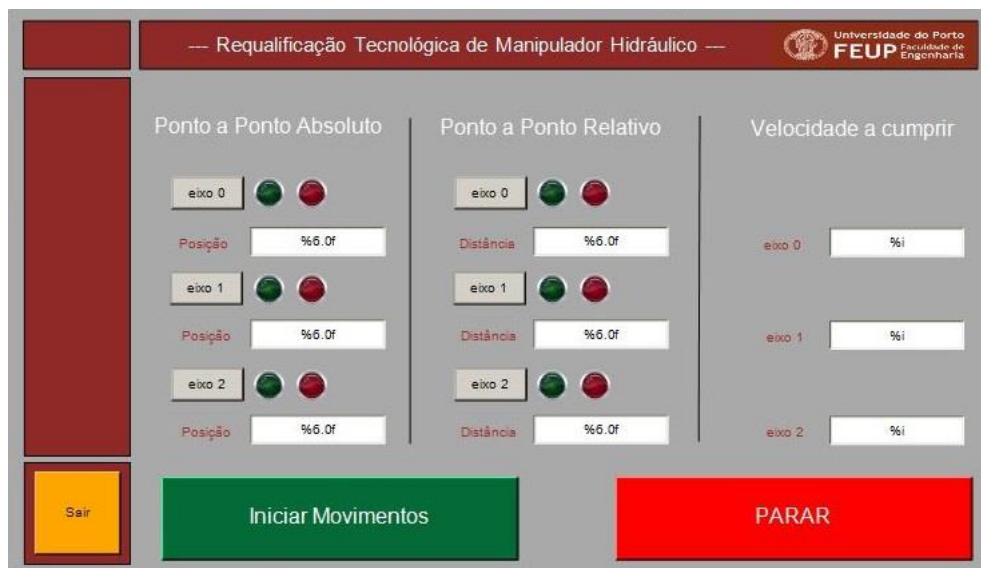 --- Requalificação Tecnológica de Manipulador Hidráulico ---
Universidade do Porto
FEUP Faculdade de Engenharia
Ponto a Ponto Absoluto
eixo 0
Posição %6.0f
eixo 1
Posição %6.0f
eixo 2
Posição %6.0f
Ponto a Ponto Relativo
eixo 0
Distância %6.0f
eixo 1
Distância %6.0f
eixo 2
Distância %6.0f
Velocidade a cumprir
eixo 0 %i
eixo 1 %i
eixo 2 %i
Sair
Iniciar Movimentos
PARAR